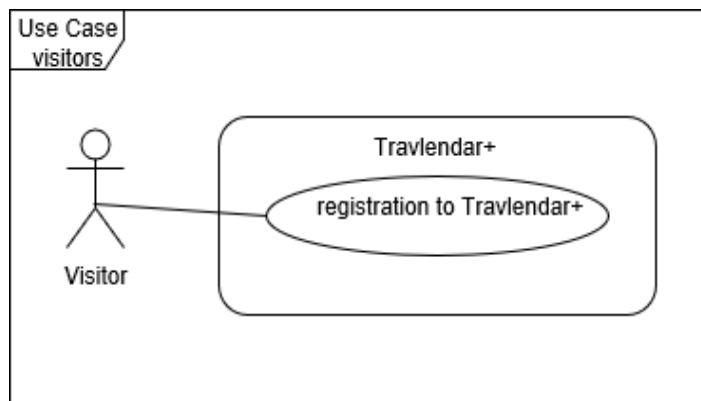 Use Case
visitors
Travlendar+
registration to Travlendar+
Visitor